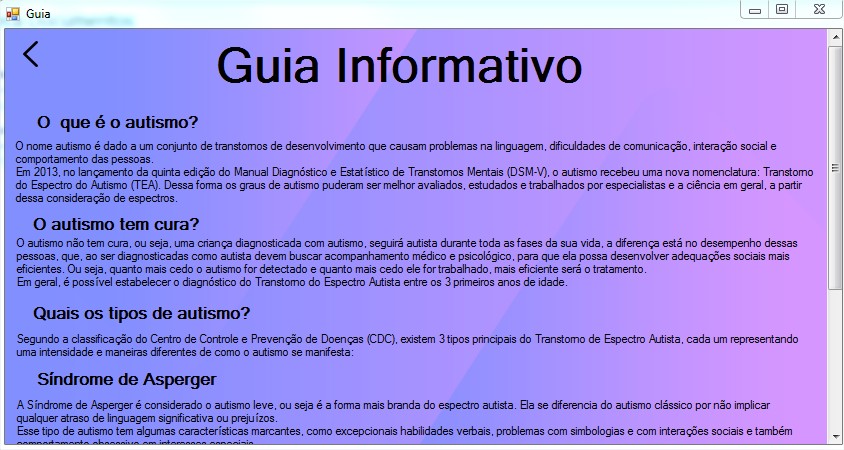 Guia
Guia Informativo
O que é o autismo?
O nome autismo é dado a um conjunto de transtornos de desenvolvimento que causam problemas na linguagem, dificuldades de comunicação, interação social e
comportamento das pessoas.
Em 2013, no lançamento da quinta edição do Manual Diagnóstico e Estatístico de Transtornos Mentais (DSM-V), o autismo recebeu uma nova nomenclatura: Transtorno
do Espectro do Autismo (TEA). Dessa forma os graus de autismo puderam ser melhor avaliados, estudados e trabalhados por especialistas e a ciência em geral, a partir
dessa consideração de espectros.
O autismo tem cura?
O autismo não tem cura, ou seja, uma criança diagnosticada com autismo, seguirá autista durante toda as fases da sua vida, a diferença está no desempenho dessas
pessoas, que, ao ser diagnosticadas como autista devem buscar acompanhamento médico e psicológico, para que ela possa desenvolver adequações sociais mais
eficientes. Ou seja, quanto mais cedo o autismo for detectado e quanto mais cedo ele for trabalhado, mais eficiente será o tratamento.
Em geral, é possível estabelecer o diagnóstico do Transtorno do Espectro Autista entre os 3 primeiros anos de idade.
Quais os tipos de autismo?
Segundo a classificação do Centro de Controle e Prevenção de Doenças (CDC), existem 3 tipos principais do Transtorno de Espectro Autista, cada um representando
uma intensidade e maneiras diferentes de como o autismo se manifesta:
Síndrome de Asperger
A Síndrome de Asperger é considerado o autismo leve, ou seja é a forma mais branda do espectro autista. Ela se diferencia do autismo clássico por não implicar
qualquer atraso de linguagem significativa ou prejuízos.
Esse tipo de autismo tem algumas características marcantes, como excepcionais habilidades verbais, problemas com simbologias e com interações sociais e também
comportamento obsessivo em interesses especiais.